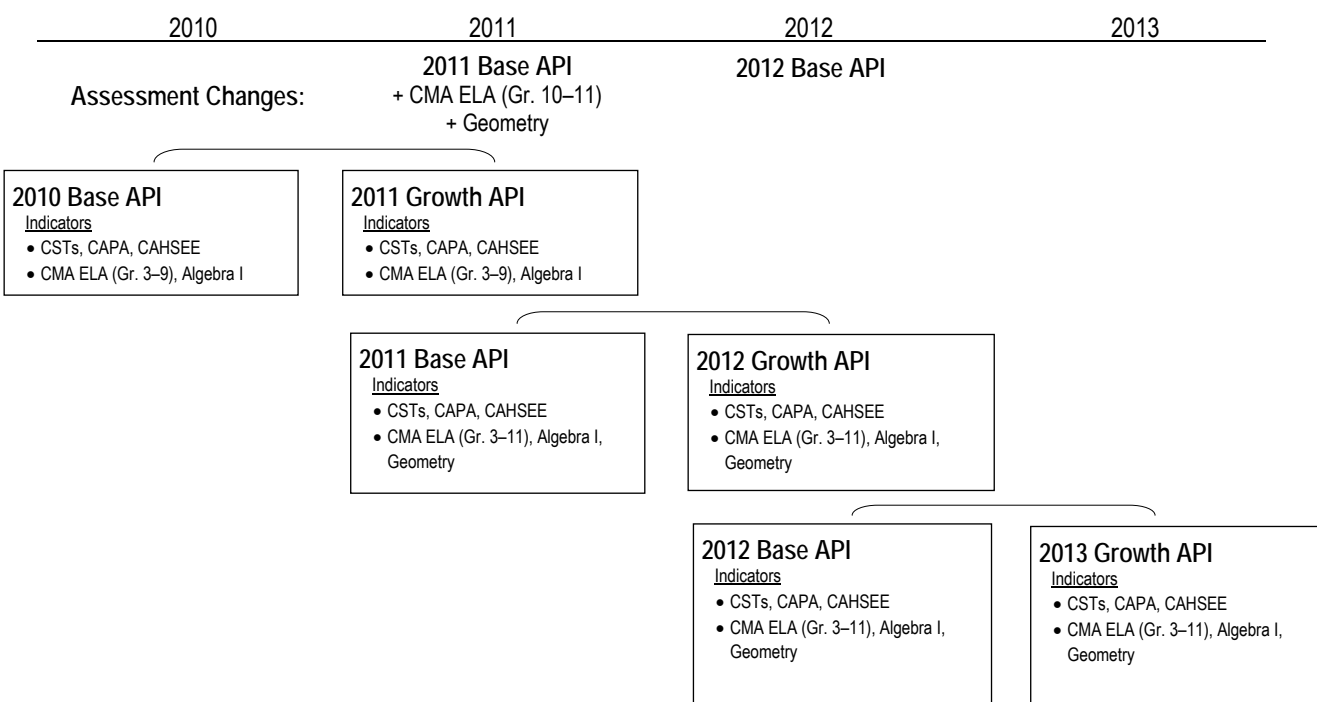 2010 2011 2012 2013
Assessment Changes:
2011 Base API
+ CMA ELA (Gr. 10–11)
+ Geometry
2012 Base API
2010 Base API
Indicators
• CSTs, CAPA, CAHSEE
• CMA ELA (Gr. 3–9), Algebra I
2011 Growth API
Indicators
• CSTs, CAPA, CAHSEE
• CMA ELA (Gr. 3–9), Algebra I
2011 Base API
Indicators
• CSTs, CAPA, CAHSEE
• CMA ELA (Gr. 3–11), Algebra I,
Geometry
2012 Growth API
Indicators
• CSTs, CAPA, CAHSEE
• CMA ELA (Gr. 3–11), Algebra I,
Geometry
2012 Base API
Indicators
• CSTs, CAPA, CAHSEE
• CMA ELA (Gr. 3–11), Algebra I,
Geometry
2013 Growth API
Indicators
• CSTs, CAPA, CAHSEE
• CMA ELA (Gr. 3–11), Algebra I,
Geometry